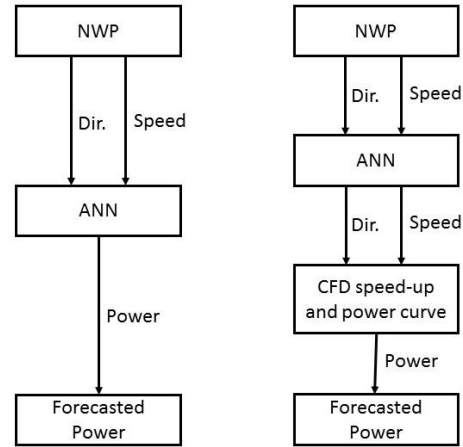 NWP
Dir.
Speed
ANN
Power
Forecasted
Power
NWP
Dir.
Speed
ANN
Dir.
Speed
CFD speed-up
and power curve
Power
Forecasted
Power